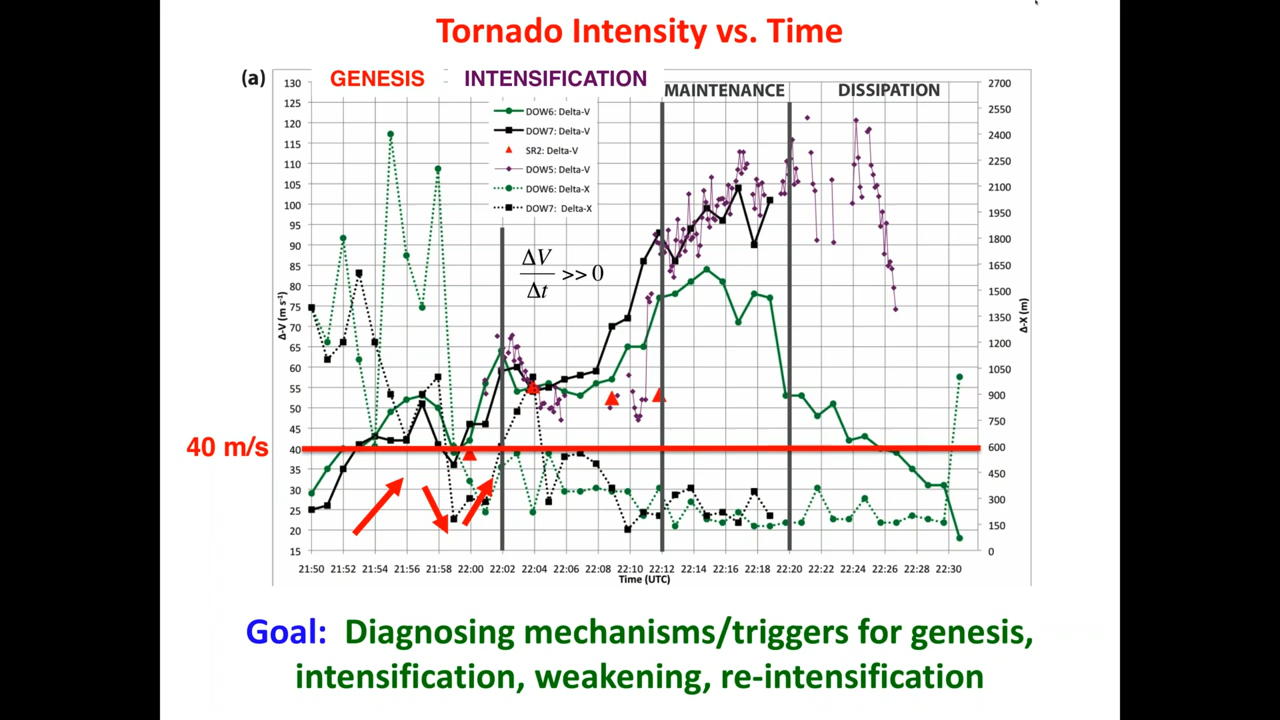 Tornado Intensity vs. Time
(a)
GENESIS
INTENSIFICATION
MAINTENANCE
DISSIPATION
DOW6: Delta-V
DOW7: Delta-V
SR2: Delta-V
DOW5: Delta-V
DOW6: Delta-X
DOW7: Delta-X
ΔV
Δt
>> 0
130
125
120
115
110
105
100
95
90
85
80
75
70
65
60
55
50
45
40
35
30
25
20
15
Δ-V (m s⁻¹)
40 m/s
2700
2550
2400
2250
2100
1950
1800
1650
1500
1350
1200
1050
900
750
600
450
300
150
0
Δ-X (m)
21:50 21:52 21:54 21:56 21:58 22:00 22:02 22:04 22:06 22:08 22:10 22:12 22:14 22:16 22:18 22:20 22:22 22:24 22:26 22:28 22:30
Time (UTC)
Goal: Diagnosing mechanisms/triggers for genesis,
intensification, weakening, re-intensification